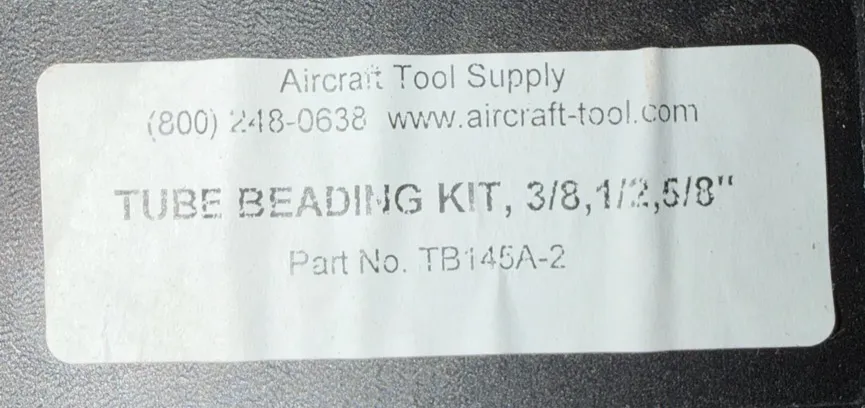 Aircraft Tool Supply
(800) 248-0638 www.aircraft-tool.com
TUBE BEADING KIT, 3/8,1/2,5/8"
Part No. TB145A-2